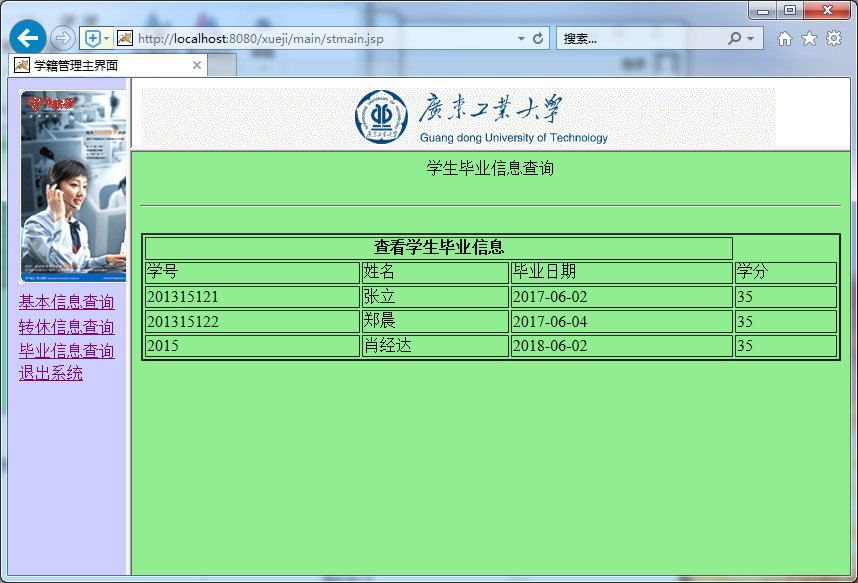 http://localhost:8080/xueji/main/stmain.jsp
搜索...
学籍管理主界面
广东工业大学
Guang dong University of Technology
基本信息查询
转休信息查询
毕业信息查询
退出系统
学生毕业信息查询
查看学生毕业信息
学号 姓名 毕业日期 学分
201315121 张立 2017-06-02 35
201315122 郑晨 2017-06-04 35
2015 肖经达 2018-06-02 35